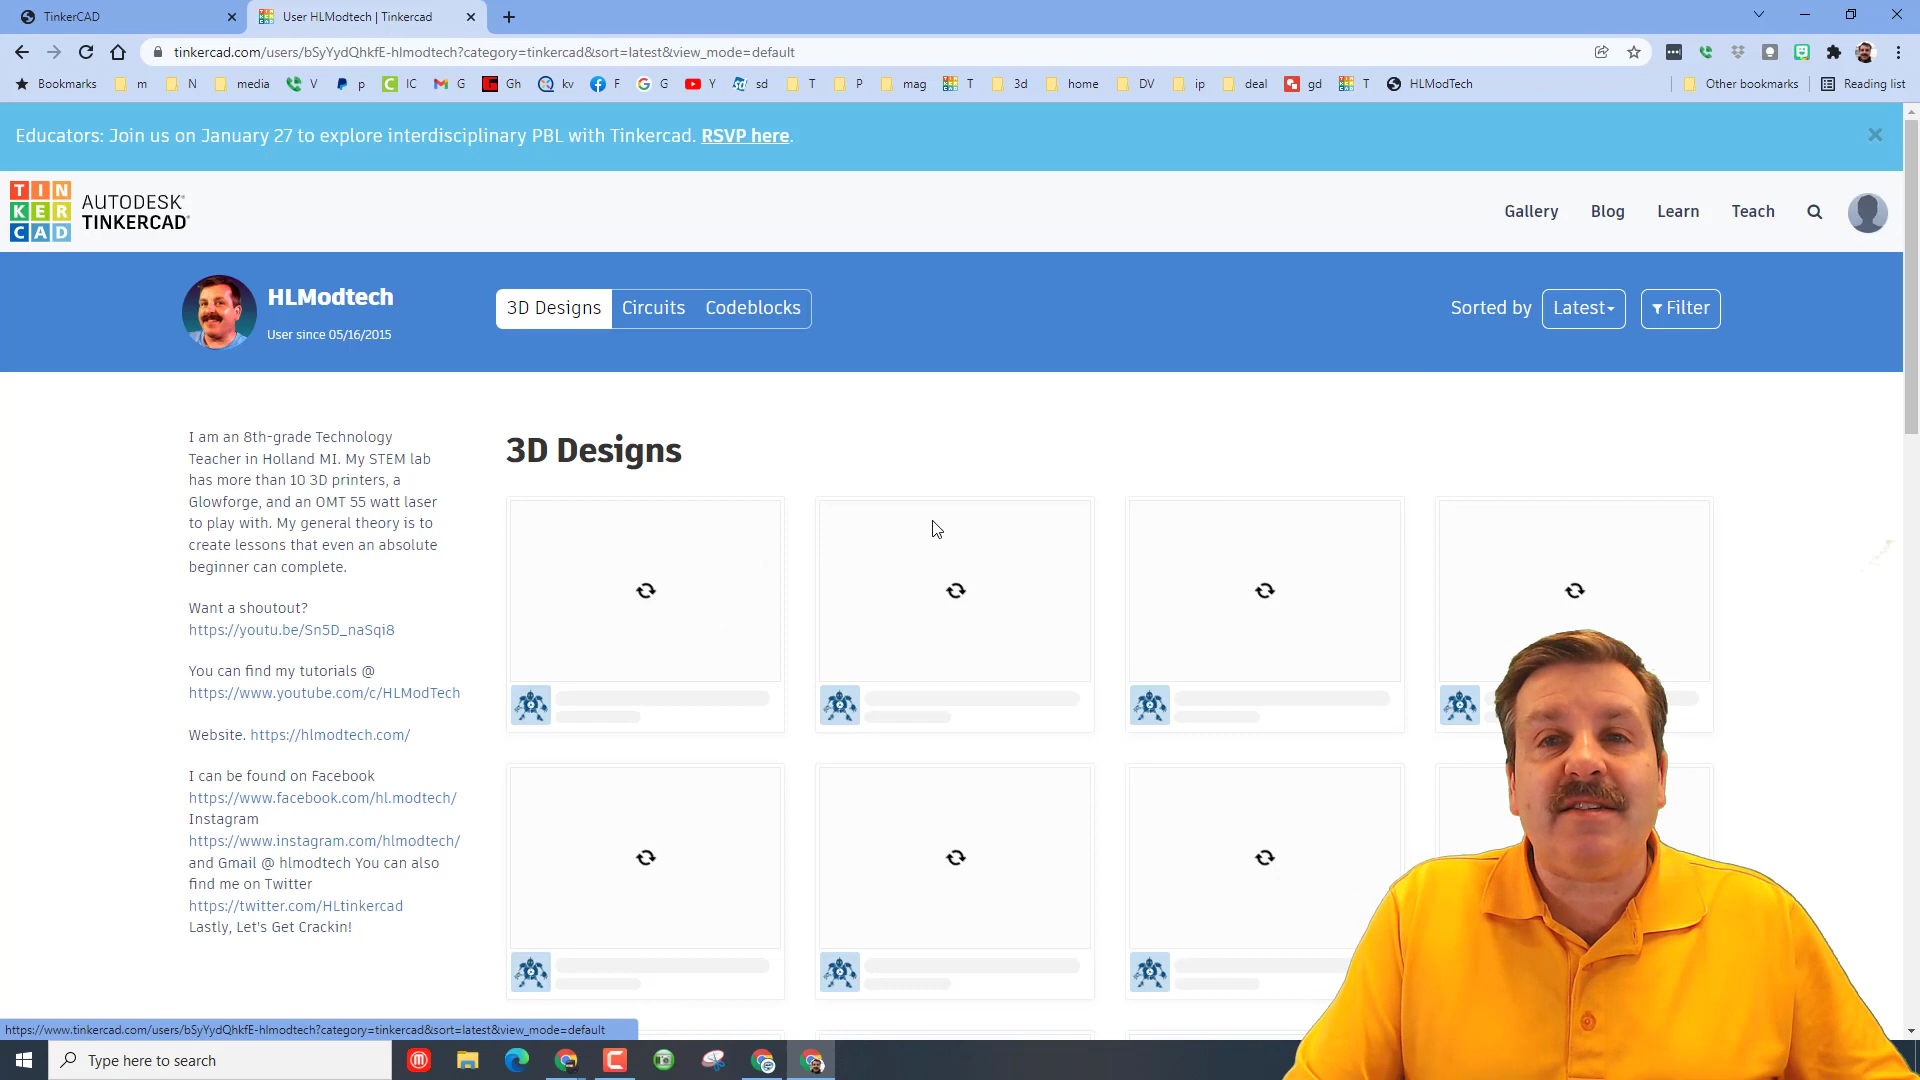 TinkerCAD
User HLModtech | Tinkercad
tinkercad.com/users/bSyYydQhkfE-hlmodtech?category=tinkercad&sort=latest&view_mode=default
Bookmarks m N media V p IC G Gh kv F G Y sd T P mag T 3d home DV ip deal gd T HLModTech Other bookmarks Reading list
Educators: Join us on January 27 to explore interdisciplinary PBL with Tinkercad. RSVP here.
TIN
KER
CAD
AUTODESK®
TINKERCAD®
Gallery Blog Learn Teach
HLModtech
User since 05/16/2015
3D Designs Circuits Codeblocks
Sorted by Latest Filter
I am an 8th-grade Technology
Teacher in Holland MI. My STEM lab
has more than 10 3D printers, a
Glowforge, and an OMT 55 watt laser
to play with. My general theory is to
create lessons that even an absolute
beginner can complete.
Want a shoutout?
https://youtu.be/Sn5D_naSqi8
You can find my tutorials @
https://www.youtube.com/c/HLModTech
Website. https://hlmodtech.com/
I can be found on Facebook
https://www.facebook.com/hl.modtech/
Instagram
https://www.instagram.com/hlmodtech/
and Gmail @ hlmodtech You can also
find me on Twitter
https://twitter.com/HLtinkercad
Lastly, Let's Get Crackin!
3D Designs
https://www.tinkercad.com/users/bSyYydQhkfE-hlmodtech?category=tinkercad&sort=latest&view_mode=default
Type here to search